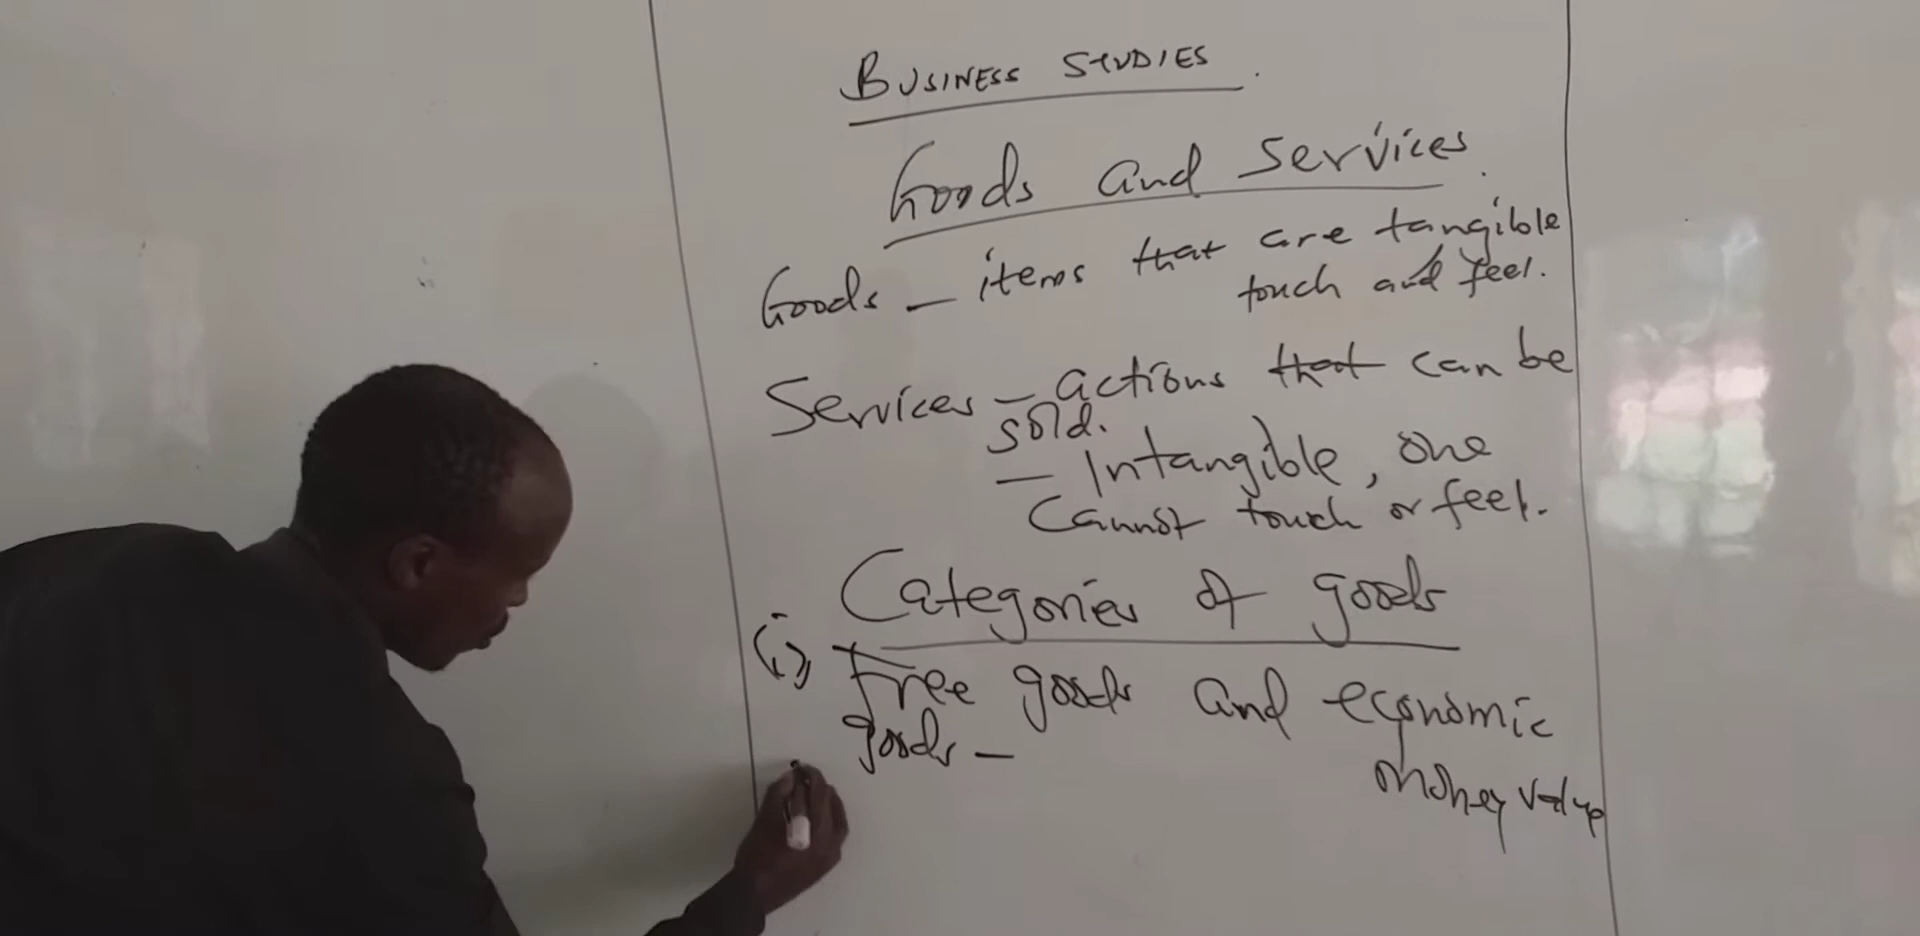 BUSINESS STUDIES.
Goods and services.
Goods - items that are tangible
touch and feel.
Services - actions that can be
sold.
- Intangible, one
Cannot touch or feel.
Categories of goods
(i) Free goods and economic
goods -
money value